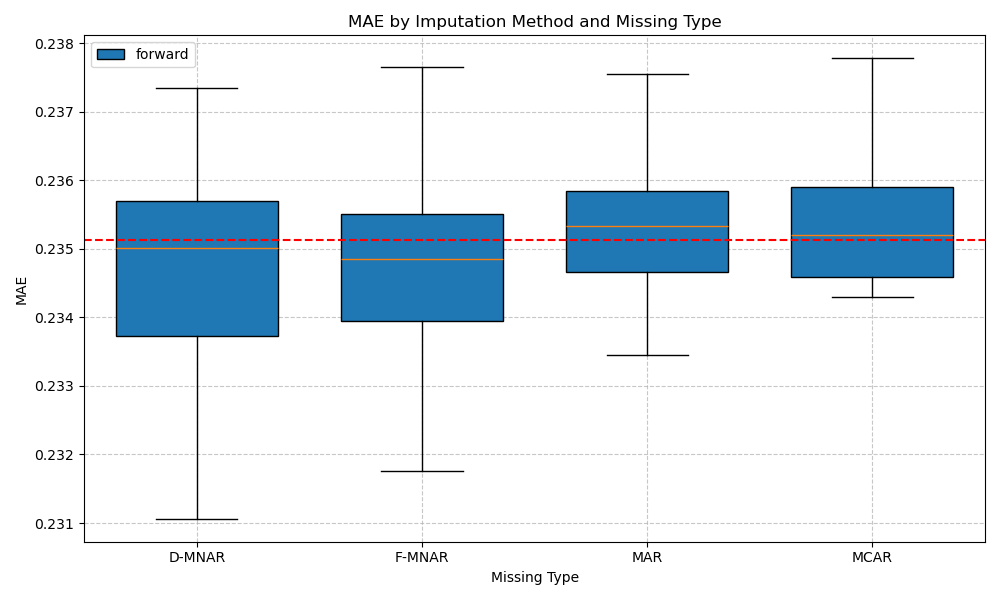 MAE by Imputation Method and Missing Type
forward
0.238
0.237
0.236
0.235
0.234
0.233
0.232
0.231
MAE
D-MNAR F-MNAR MAR MCAR
Missing Type